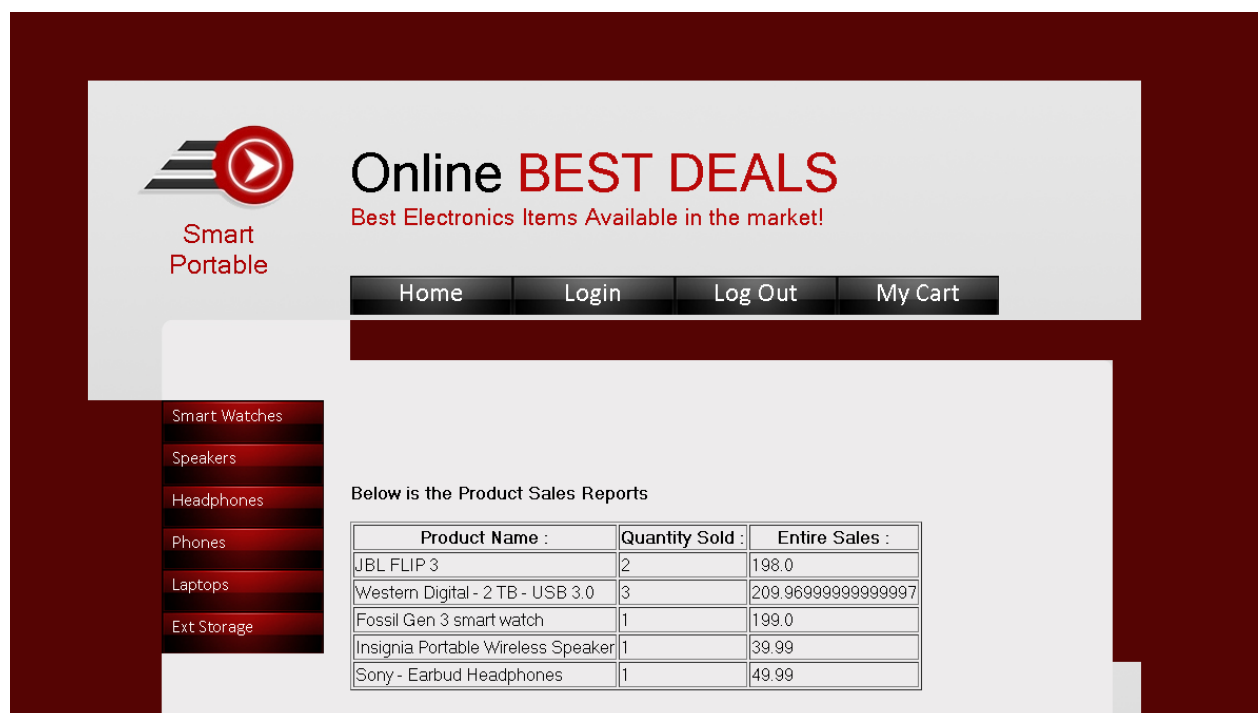 Online BEST DEALS
Best Electronics Items Available in the market!
Smart
Portable
Home Login Log Out My Cart
Smart Watches
Speakers
Headphones
Phones
Laptops
Ext Storage
Below is the Product Sales Reports
Product Name : Quantity Sold : Entire Sales :
JBL FLIP 3 2 198.0
Western Digital - 2 TB - USB 3.0 3 209.96999999999997
Fossil Gen 3 smart watch 1 199.0
Insignia Portable Wireless Speaker 1 39.99
Sony - Earbud Headphones 1 49.99